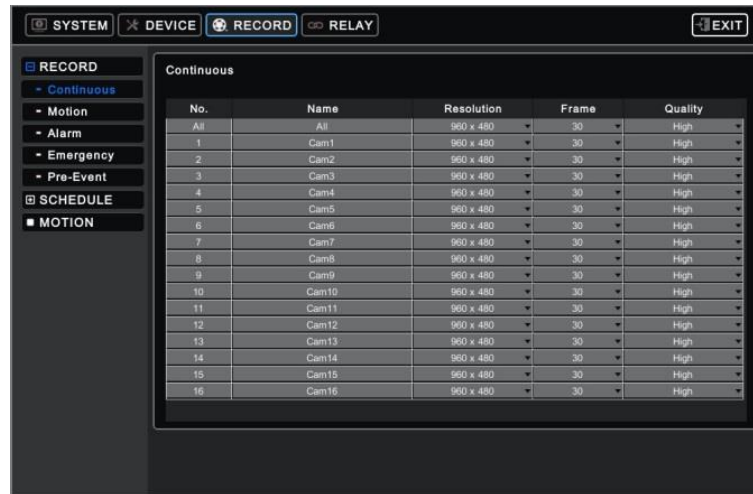 SYSTEM DEVICE RECORD RELAY EXIT
RECORD
- Continuous
- Motion
- Alarm
- Emergency
- Pre-Event
SCHEDULE
MOTION
Continuous
No. Name Resolution Frame Quality
All All 960 x 480 30 High
1 Cam1 960 x 480 30 High
2 Cam2 960 x 480 30 High
3 Cam3 960 x 480 30 High
4 Cam4 960 x 480 30 High
5 Cam5 960 x 480 30 High
6 Cam6 960 x 480 30 High
7 Cam7 960 x 480 30 High
8 Cam8 960 x 480 30 High
9 Cam9 960 x 480 30 High
10 Cam10 960 x 480 30 High
11 Cam11 960 x 480 30 High
12 Cam12 960 x 480 30 High
13 Cam13 960 x 480 30 High
14 Cam14 960 x 480 30 High
15 Cam15 960 x 480 30 High
16 Cam16 960 x 480 30 High